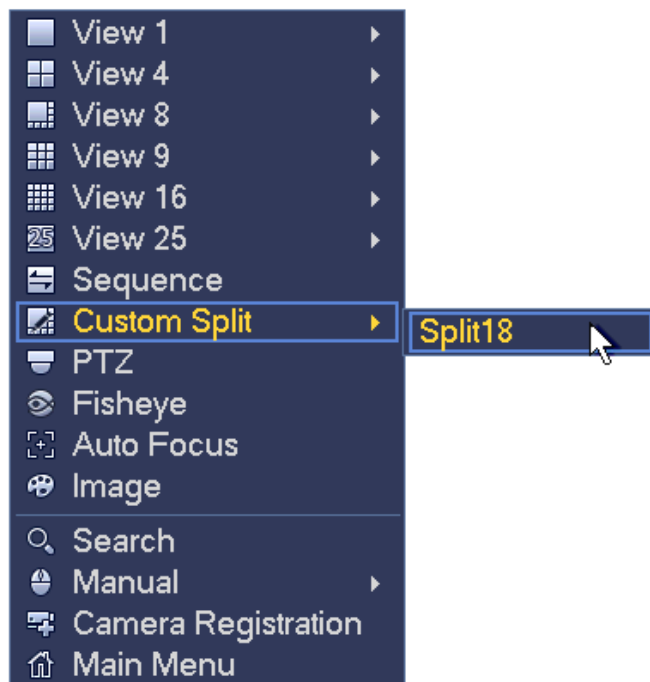 View 1
View 4
View 8
View 9
View 16
25 View 25
Sequence
Custom Split
Split18
PTZ
Fisheye
Auto Focus
Image
Search
Manual
Camera Registration
Main Menu